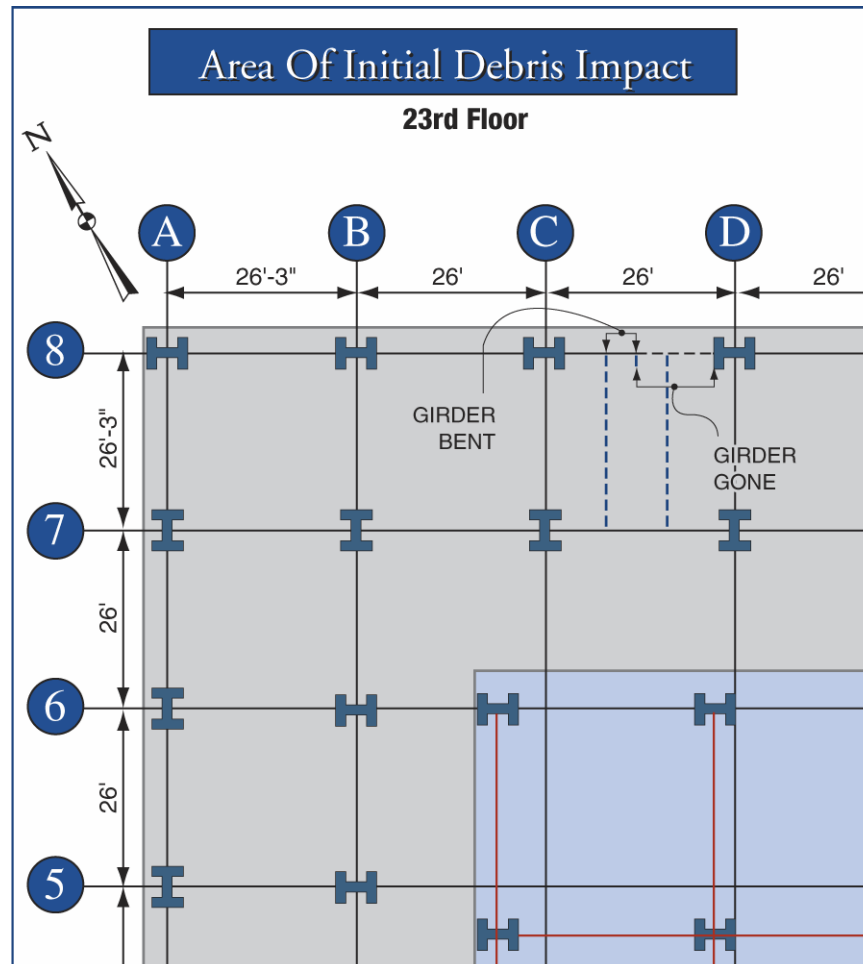 Area Of Initial Debris Impact
23rd Floor
N
A
B
C
D
26'-3"
26'
26'
26'
8
GIRDER
BENT
GIRDER
GONE
26'-3"
7
26'
6
26'
5